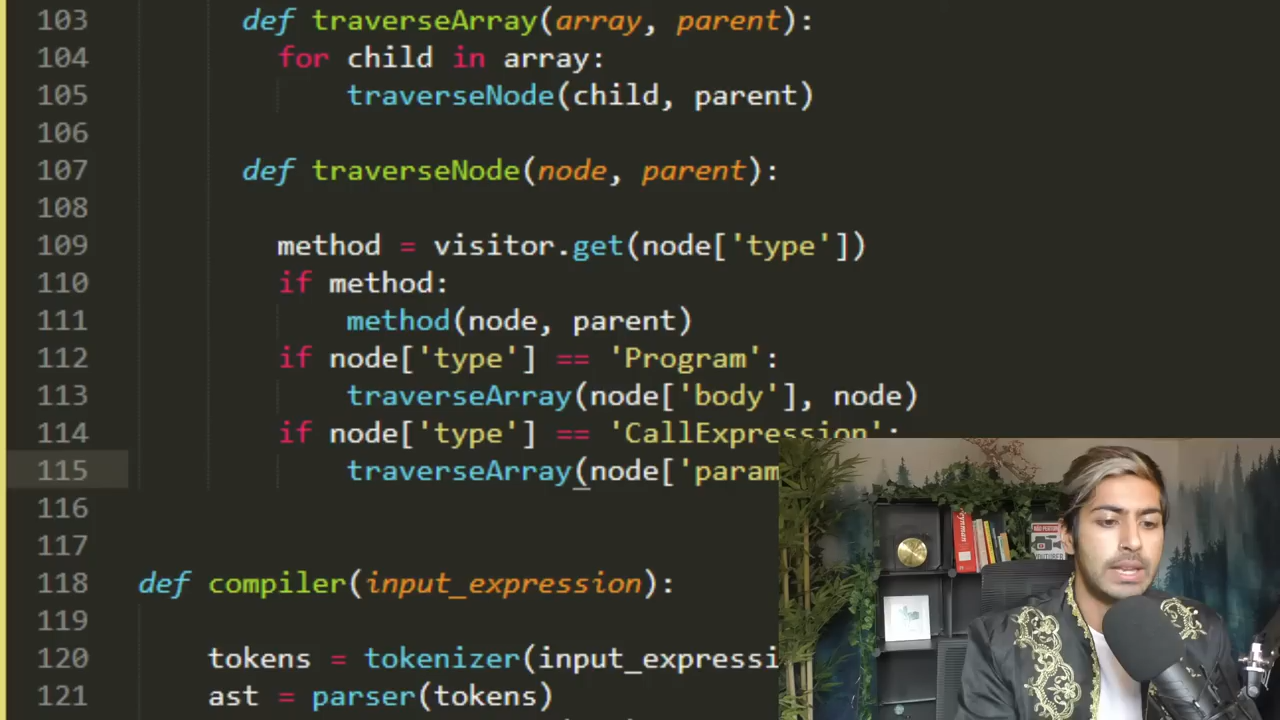 103 def traverseArray(array, parent):
104 for child in array:
105 traverseNode(child, parent)
106
107 def traverseNode(node, parent):
108
109 method = visitor.get(node['type'])
110 if method:
111 method(node, parent)
112 if node['type'] == 'Program':
113 traverseArray(node['body'], node)
114 if node['type'] == 'CallExpression':
115 traverseArray(node['param
116
117
118 def compiler(input_expression):
119
120 tokens = tokenizer(input_expressi
121 ast = parser(tokens)